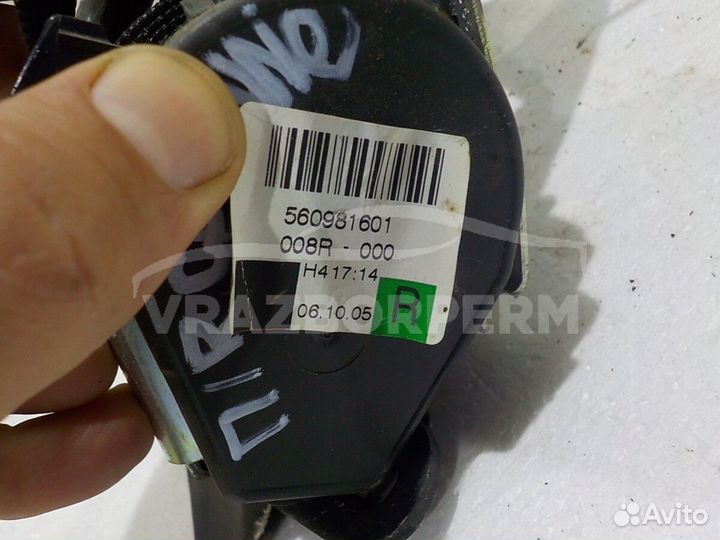 560981601
008R - 000
H417:14
06.10.05 R
VRAZBORPERM
Avito